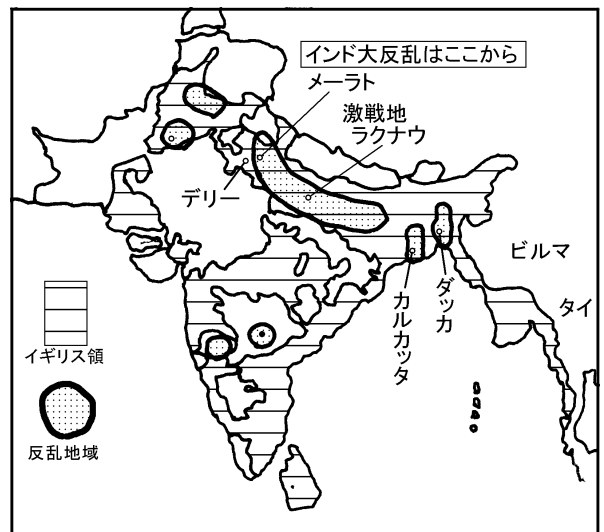 インド大反乱はここから
メーラト
激戦地
ラクナウ
デリー
ビルマ
ダッカ
カルカッタ
タイ
イギリス領
反乱地域